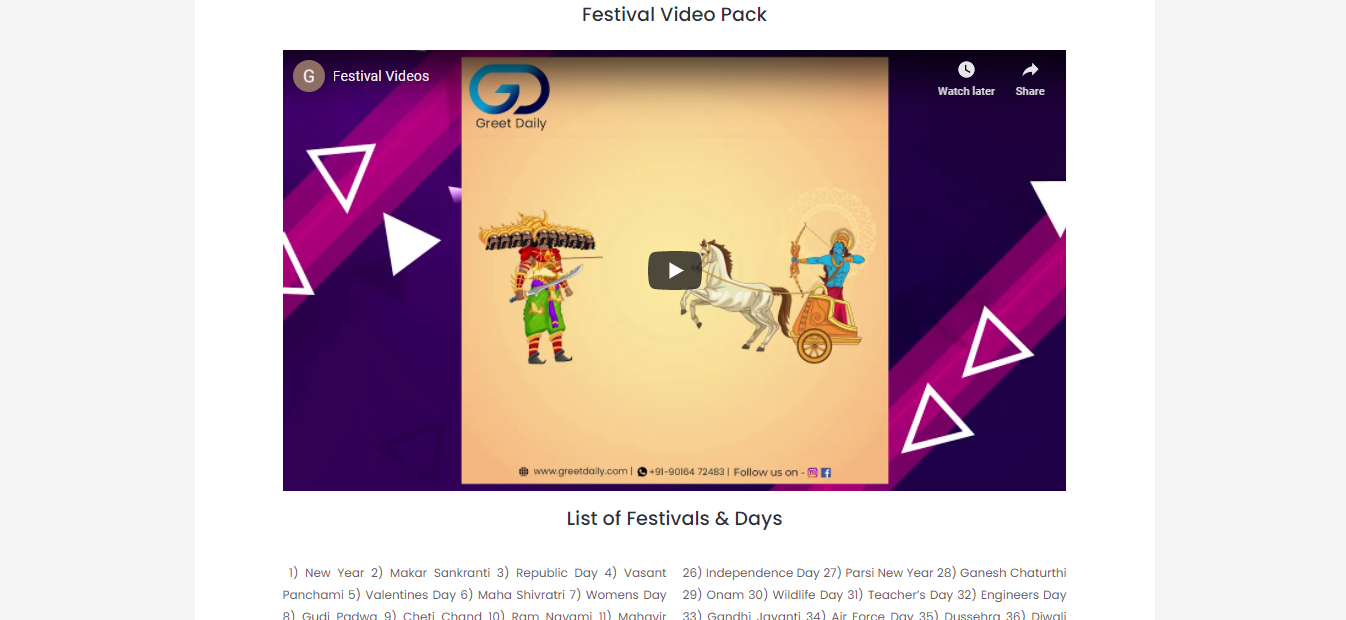 Festival Video Pack
G
Festival Videos
Watch later
Share
Greet Daily
www.greetdaily.com | +91-90164 72483 | Follow us on -
List of Festivals & Days
1) New Year 2) Makar Sankranti 3) Republic Day 4) Vasant
Panchami 5) Valentines Day 6) Maha Shivratri 7) Womens Day
8) Gudi Padwa 9) Cheti Chand 10) Ram Navami 11) Mahavir
26) Independence Day 27) Parsi New Year 28) Ganesh Chaturthi
29) Onam 30) Wildlife Day 31) Teacher’s Day 32) Engineers Day
33) Gandhi Jayanti 34) Air Force Day 35) Dussehra 36) Diwali